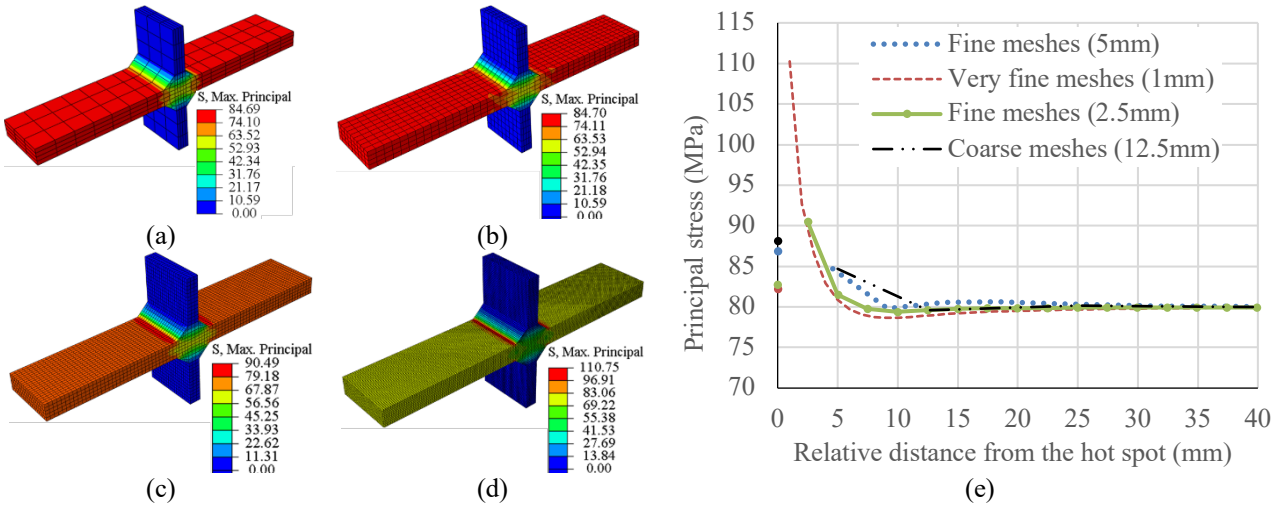 S, Max. Principal
84.69
74.10
63.52
52.93
42.34
31.76
21.17
10.59
0.00
(a)
S, Max. Principal
84.70
74.11
63.53
52.94
42.35
31.76
21.18
10.59
0.00
(b)
S, Max. Principal
90.49
79.18
67.87
56.56
45.25
33.93
22.62
11.31
0.00
(c)
S, Max. Principal
110.75
96.91
83.06
69.22
55.38
41.53
27.69
13.84
0.00
(d)
Principal stress (MPa)
115
110
105
100
95
90
85
80
75
70
Fine meshes (5mm)
Very fine meshes (1mm)
Fine meshes (2.5mm)
Coarse meshes (12.5mm)
0 5 10 15 20 25 30 35 40
Relative distance from the hot spot (mm)
(e)